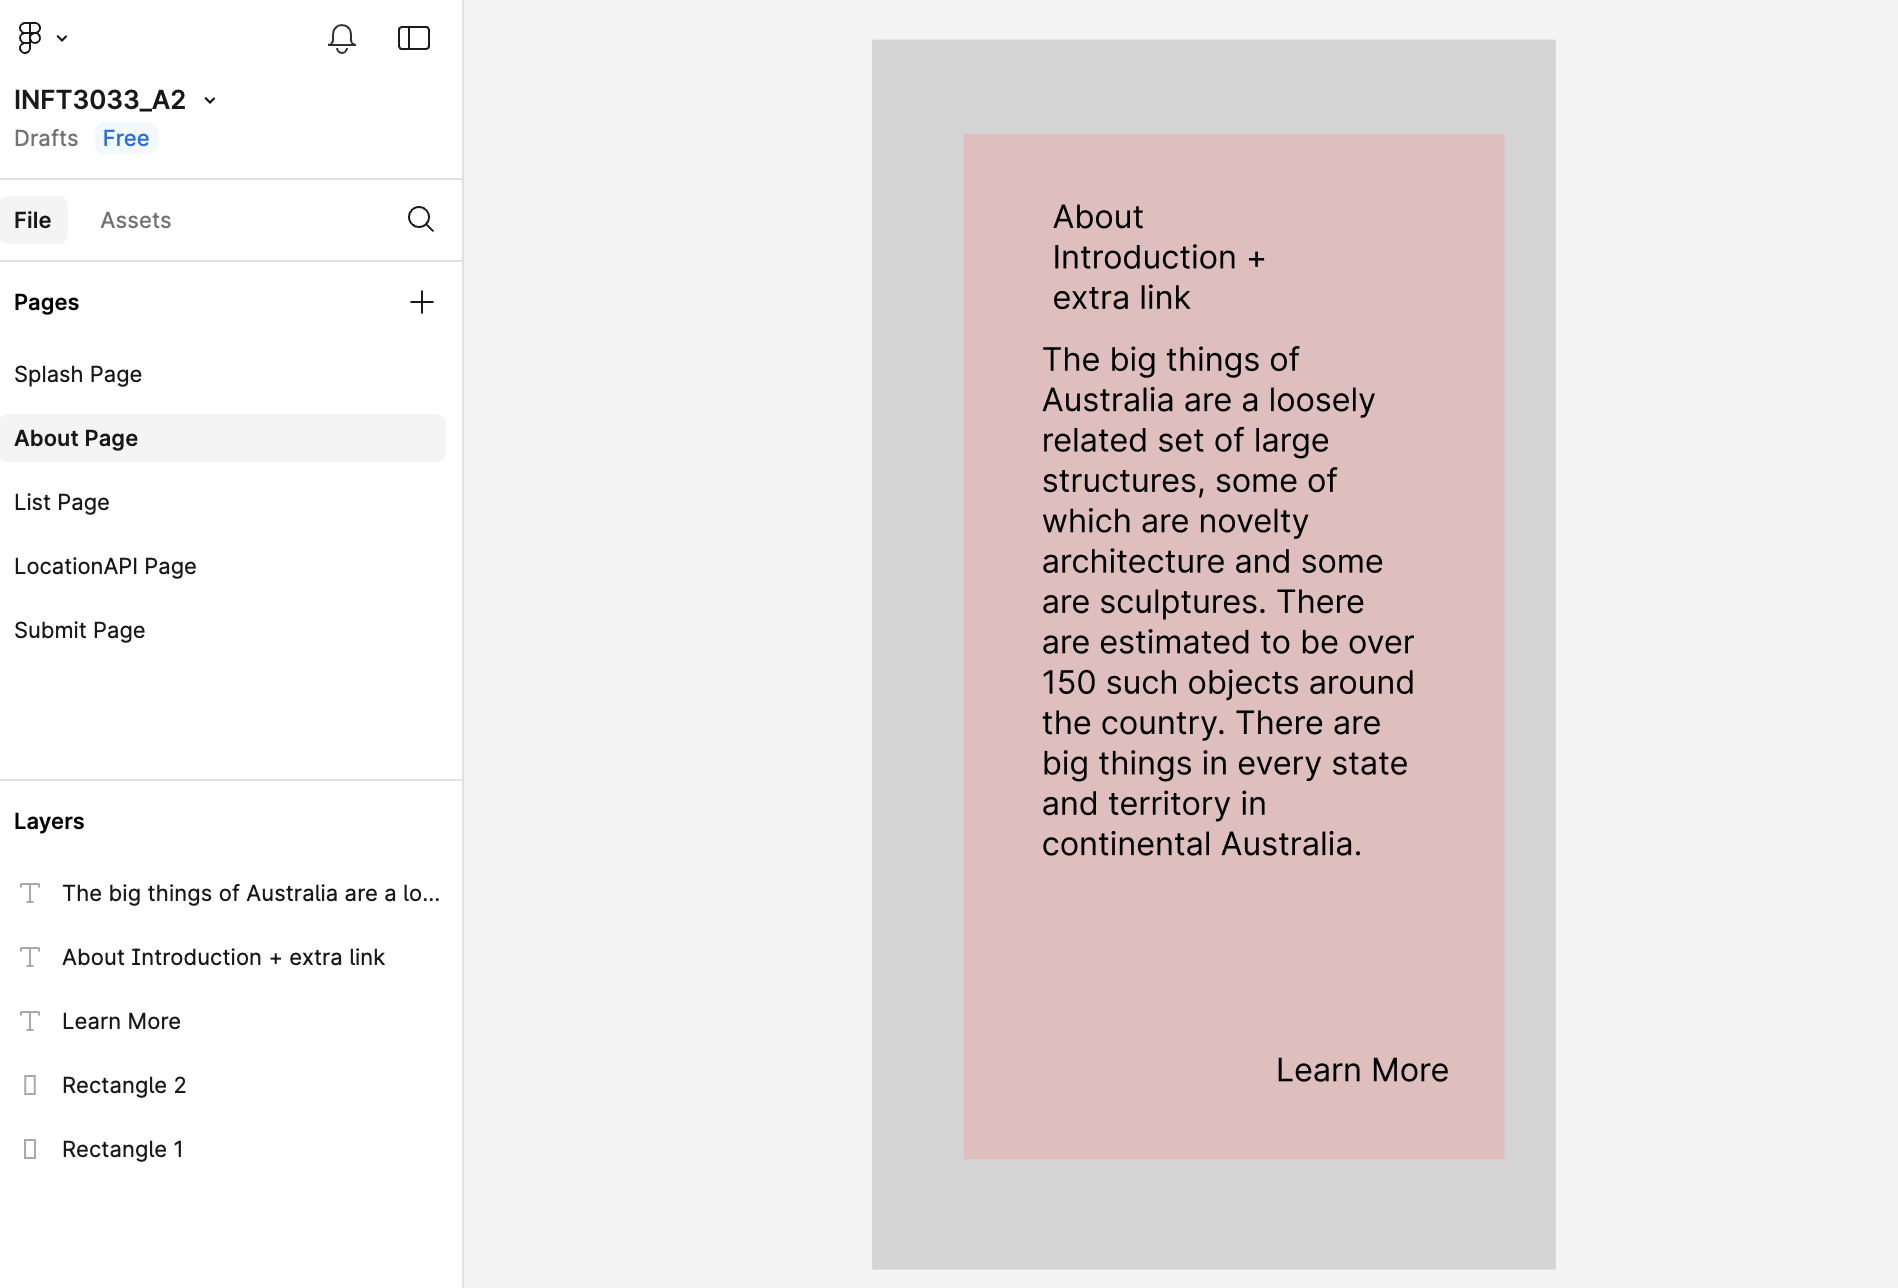 INFT3033_A2
Drafts Free
File Assets
Pages
Splash Page
About Page
List Page
LocationAPI Page
Submit Page
Layers
The big things of Australia are a lo...
About Introduction + extra link
Learn More
Rectangle 2
Rectangle 1
About
Introduction +
extra link
The big things of
Australia are a loosely
related set of large
structures, some of
which are novelty
architecture and some
are sculptures. There
are estimated to be over
150 such objects around
the country. There are
big things in every state
and territory in
continental Australia.
Learn More